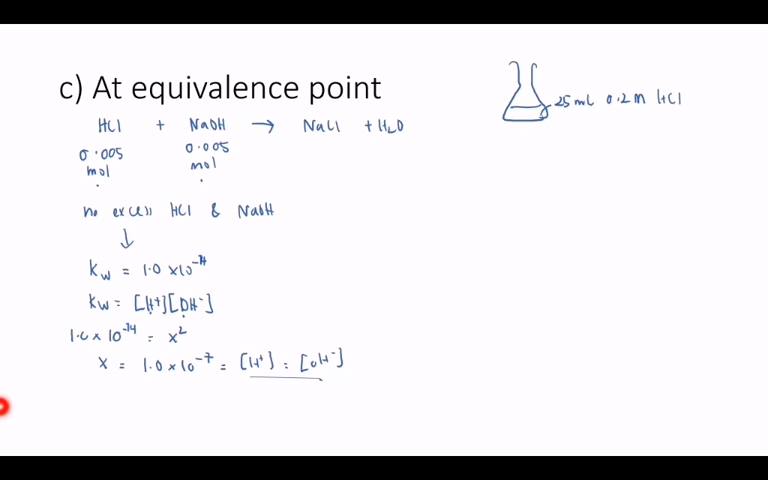 c) At equivalence point
25 mL 0.2 M HCl
HCl + NaOH → NaCl + H₂O
0.005 0.005
mol mol
no excess HCl & NaOH
↓
Kw = 1.0 × 10⁻¹⁴
Kw = [H⁺][OH⁻]
1.0 × 10⁻¹⁴ = x²
x = 1.0 × 10⁻⁷ = [H⁺] = [OH⁻]